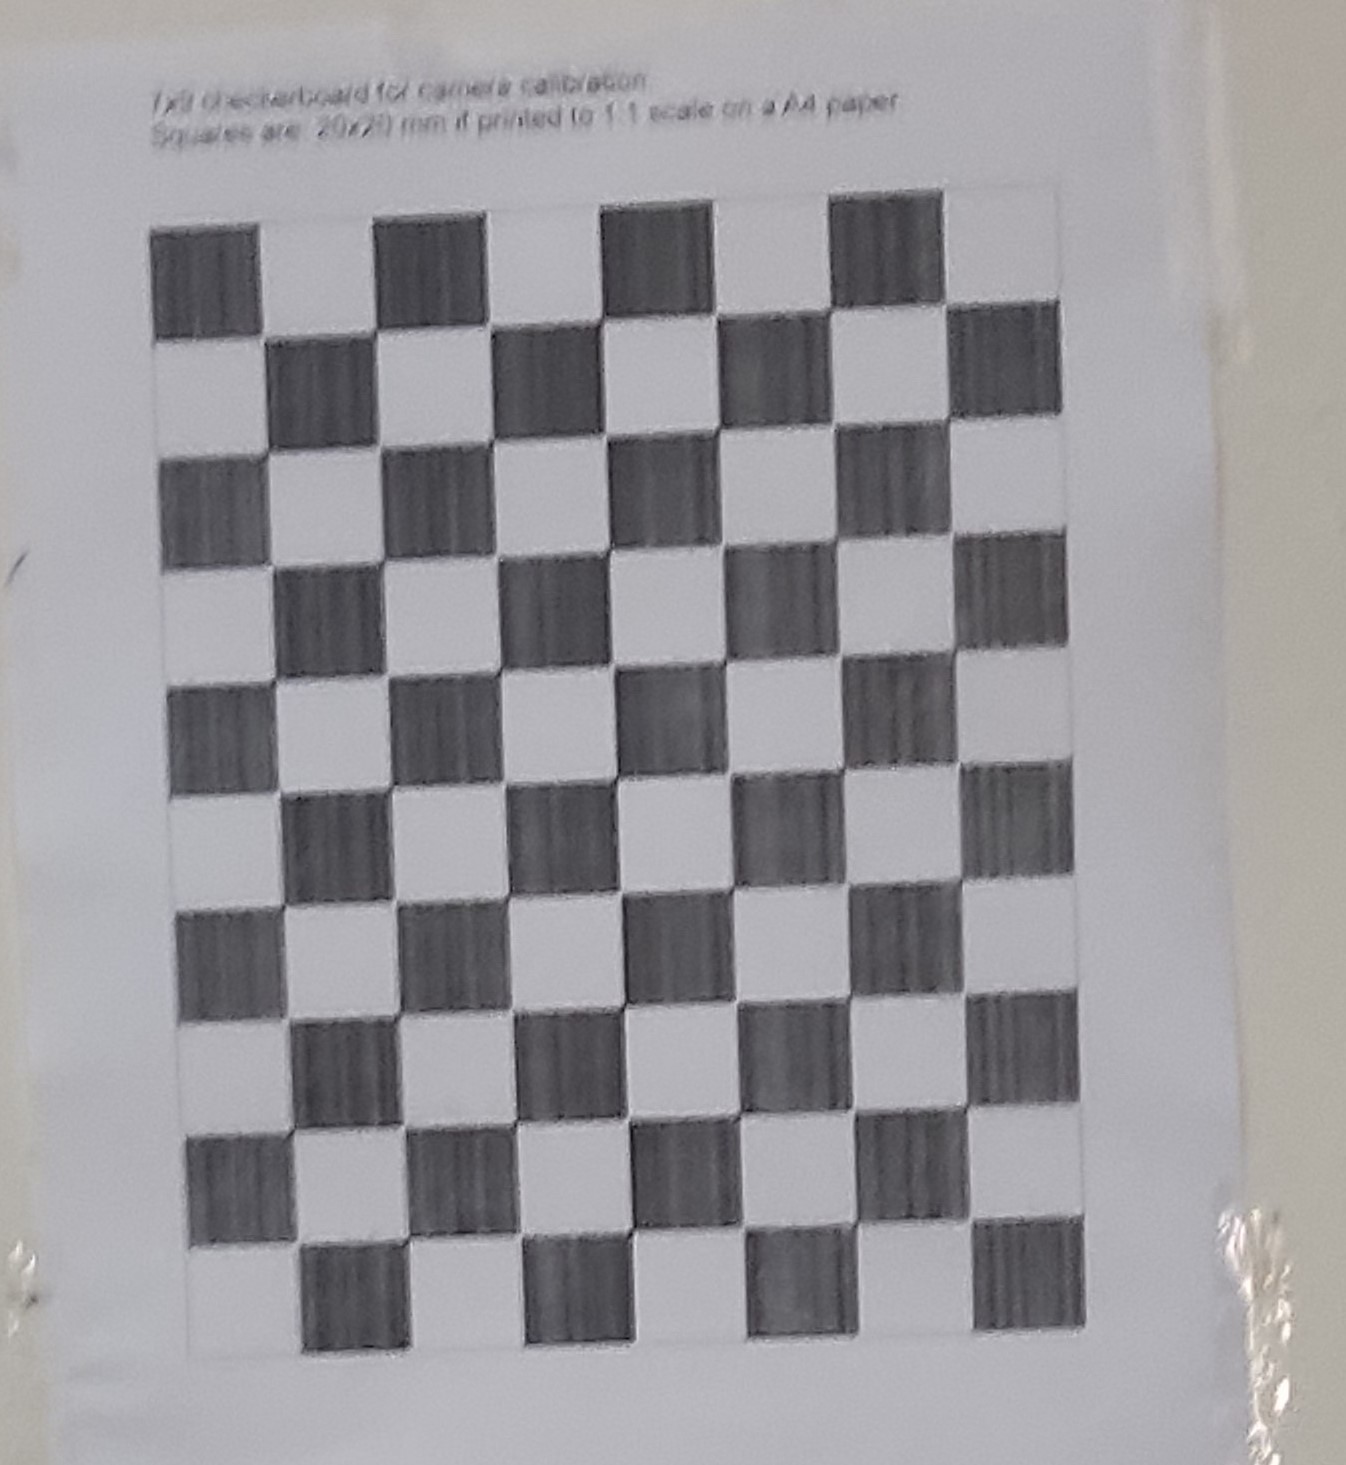 7x9 checkerboard for camera calibration
Squares are 20x20 mm if printed to 1:1 scale on a A4 paper